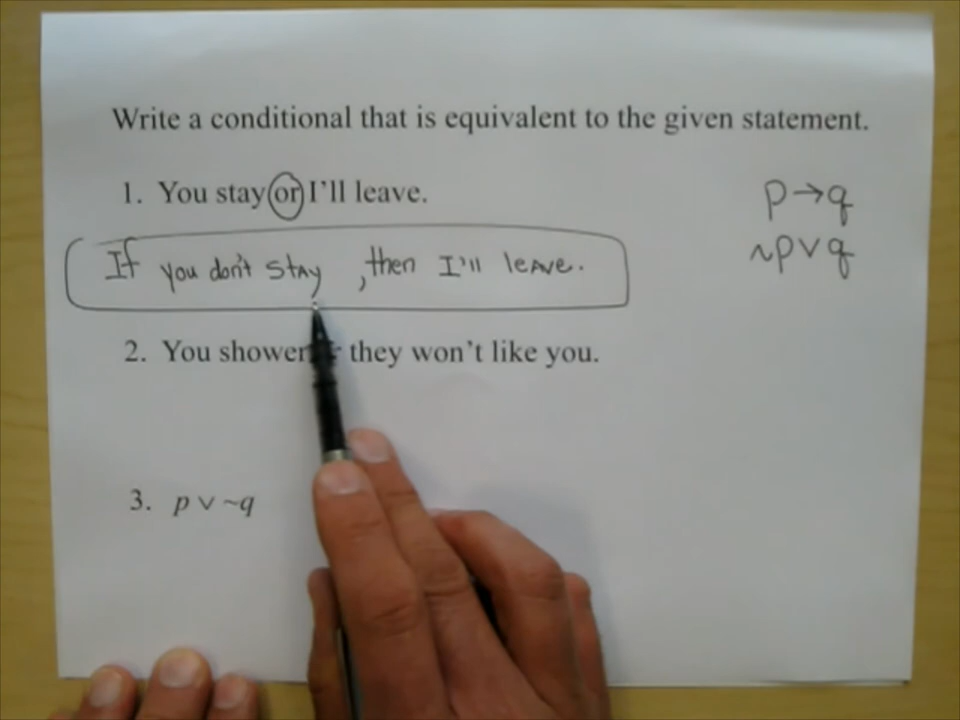 Write a conditional that is equivalent to the given statement.
1. You stay or I'll leave.
p→q
~p∨q
If you don't stay, then I'll leave.
2. You shower they won't like you.
3. p ∨ ~q